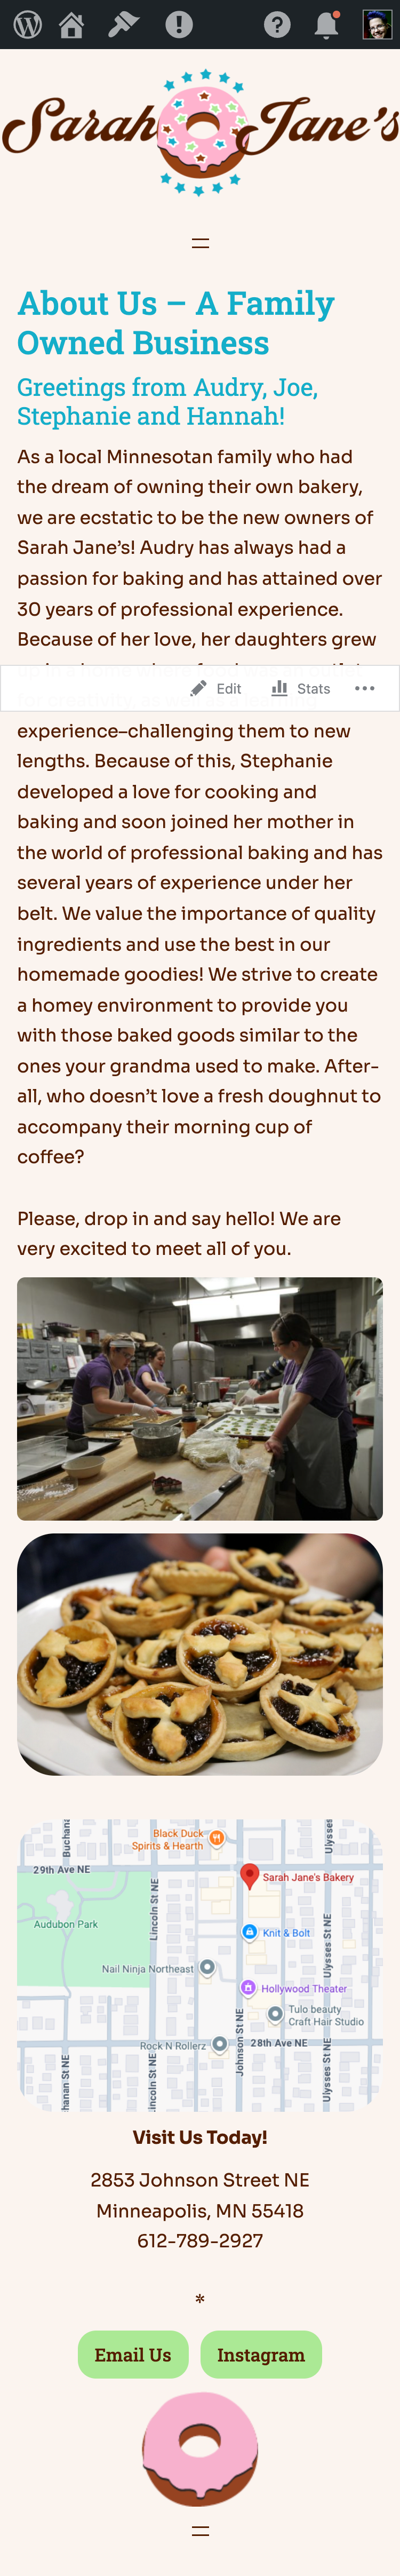 Sarah Jane's
About Us – A Family
Owned Business
Greetings from Audry, Joe,
Stephanie and Hannah!
As a local Minnesotan family who had
the dream of owning their own bakery,
we are ecstatic to be the new owners of
Sarah Jane's! Audry has always had a
passion for baking and has attained over
30 years of professional experience.
Because of her love, her daughters grew
Edit Stats
experience–challenging them to new
lengths. Because of this, Stephanie
developed a love for cooking and
baking and soon joined her mother in
the world of professional baking and has
several years of experience under her
belt. We value the importance of quality
ingredients and use the best in our
homemade goodies! We strive to create
a homey environment to provide you
with those baked goods similar to the
ones your grandma used to make. After-
all, who doesn't love a fresh doughnut to
accompany their morning cup of
coffee?
Please, drop in and say hello! We are
very excited to meet all of you.
Buchana
Ulysses
Black Duck
Spirits & Hearth
29th Ave NE
Sarah Jane's Bakery
Audubon Park
Lincoln St NE
Knit & Bolt
Ulysses St NE
Nail Ninja Northeast
Hollywood Theater
Tulo beauty
Craft Hair Studio
Johnson St NE
Rock N Rollerz
28th Ave NE
hanan St NE
incoln St NE
Ulysses St NE
Visit Us Today!
2853 Johnson Street NE
Minneapolis, MN 55418
612-789-2927
*
Email Us Instagram